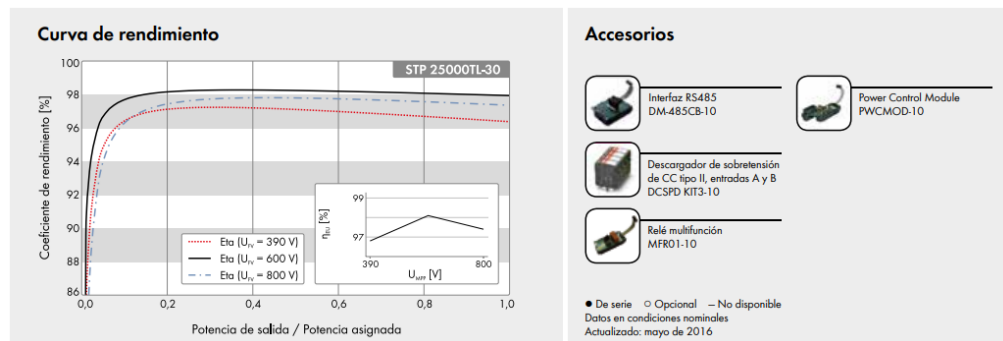 Curva de rendimiento
STP 25000TL-30
Coeficiente de rendimiento [%]
100
98
96
94
92
90
88
86
0,0
0,2
0,4
0,6
0,8
1,0
Potencia de salida / Potencia asignada
Eta (UFV = 390 V)
Eta (UFV = 600 V)
Eta (UFV = 800 V)
ηEU [%]
99
97
390
800
UMPP [V]
Accesorios
Interfaz RS485
DM-485CB-10
Power Control Module
PWCMOD-10
Descargador de sobretensión
de CC tipo II, entradas A y B
DCSPD KIT3-10
Relé multifunción
MFR01-10
● De serie ○ Opcional – No disponible
Datos en condiciones nominales
Actualizado: mayo de 2016